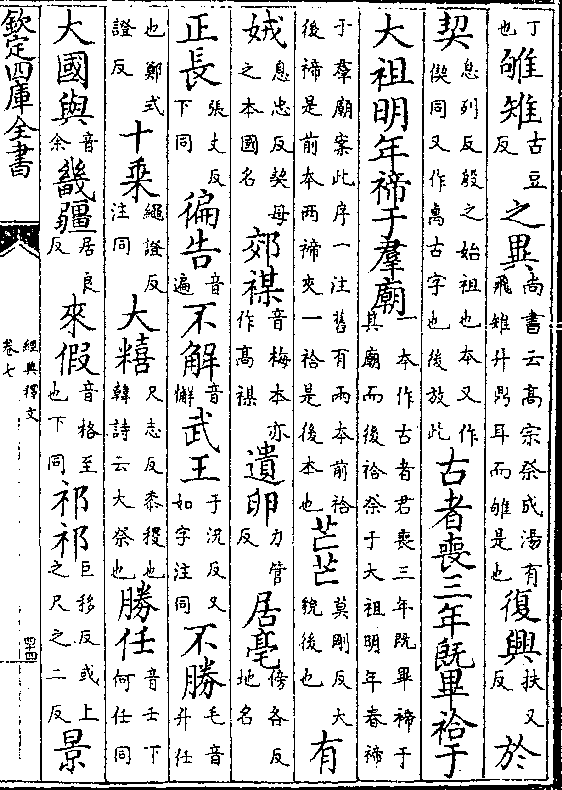 丁也雊雉古豆反之異尚書云高宗祭成湯有飛雉升鼎耳而雊是也復興扶又反於
契息列反殷之始祖也本又作偰同又作卨古字也後放此古者喪三年旣畢祫于
大祖明年禘于羣廟一本作古者君喪三年既畢禘于其廟而後祫祭于大祖明年春禘
于羣廟案此序一注舊有兩本前祫後禘是前本兩禘夾一祫是後本也芒芒莫剛反大貌後也有
娀息忠反契母之本國名郊禖音梅本亦作高禖遺卵力管反居亳傍各反地名
正長張丈反下同徧告音遍不解音懈武王于況反又如字注同不勝毛音升任
也鄭式證反十乘繩證反注同大糦尺志反黍稷也韓詩云大祭也勝任音壬下何任同
大國與音余畿疆居良反來假音格至也下同祁祁巨移反或上之尺之二反景
欽定四庫全書
經典釋文
卷七
四十四